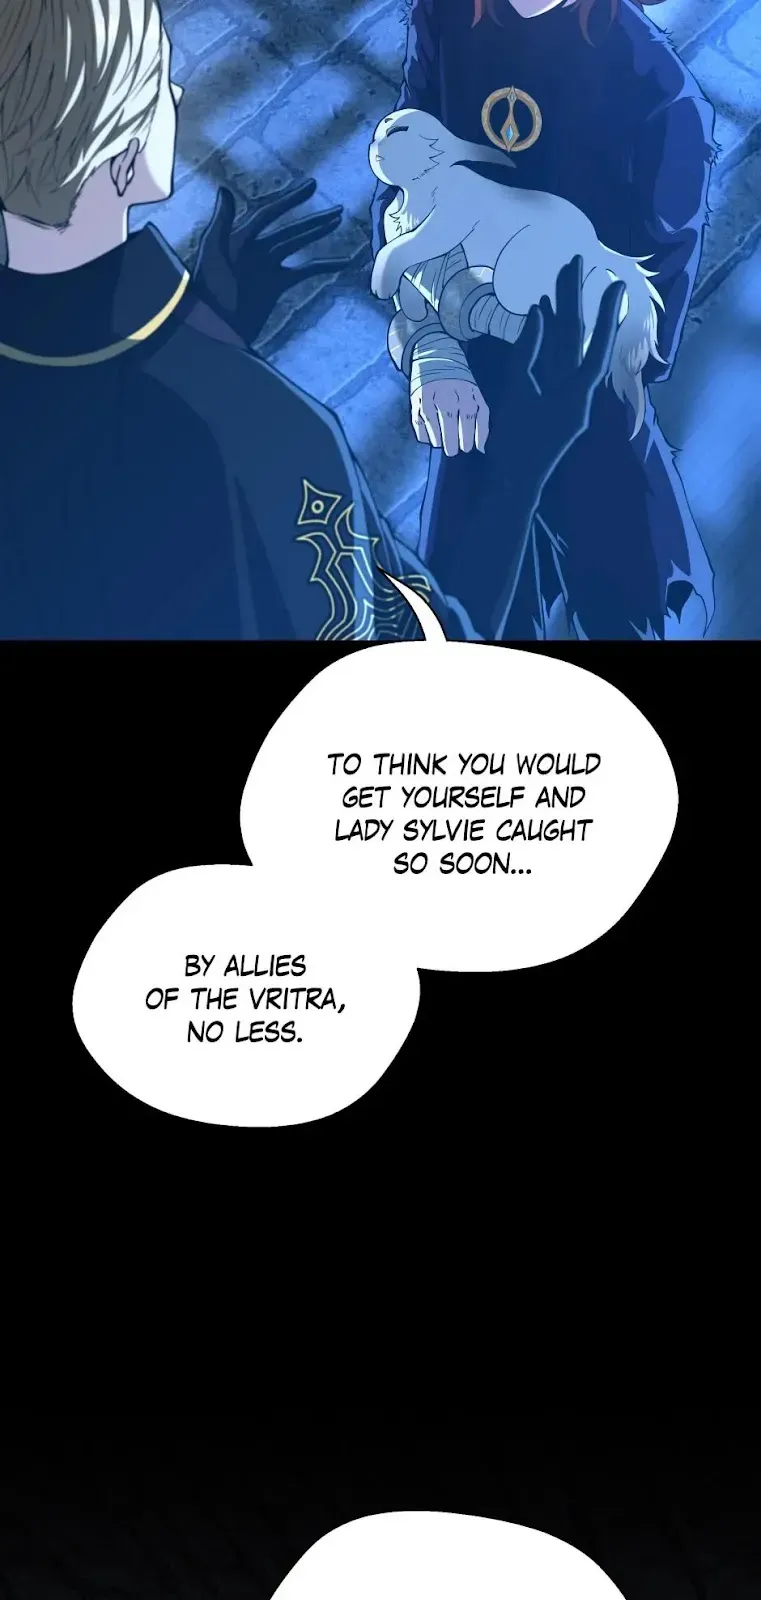 TO THINK YOU WOULD
GET YOURSELF AND
LADY SYLVIE CAUGHT
SO SOON...
BY ALLIES
OF THE VRITRA,
NO LESS.